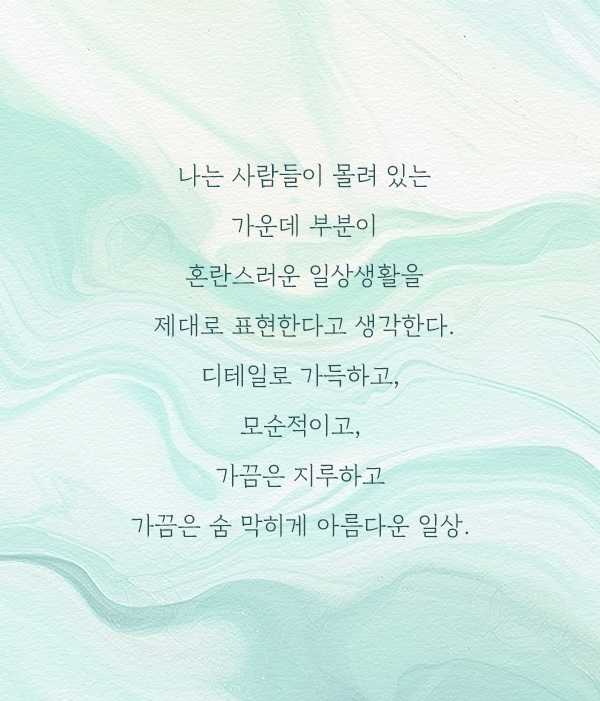 나는 사람들이 몰려 있는
가운데 부분이
혼란스러운 일상생활을
제대로 표현한다고 생각한다.
디테일로 가득하고,
모순적이고,
가끔은 지루하고
가끔은 숨 막히게 아름다운 일상.